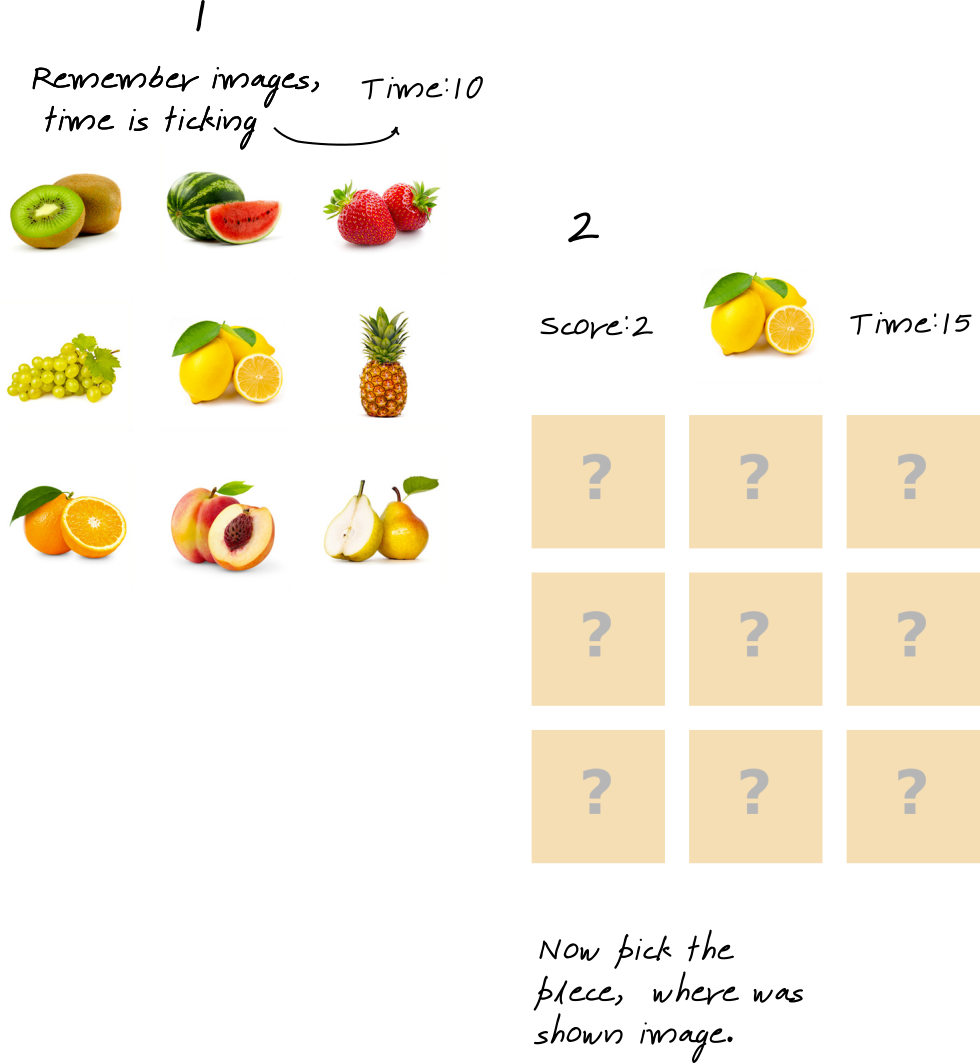 1
Remember images,
time is ticking
Time:10
2
Score:2
Time:15
? ? ?
? ? ?
? ? ?
Now pick the
piece, where was
shown image.